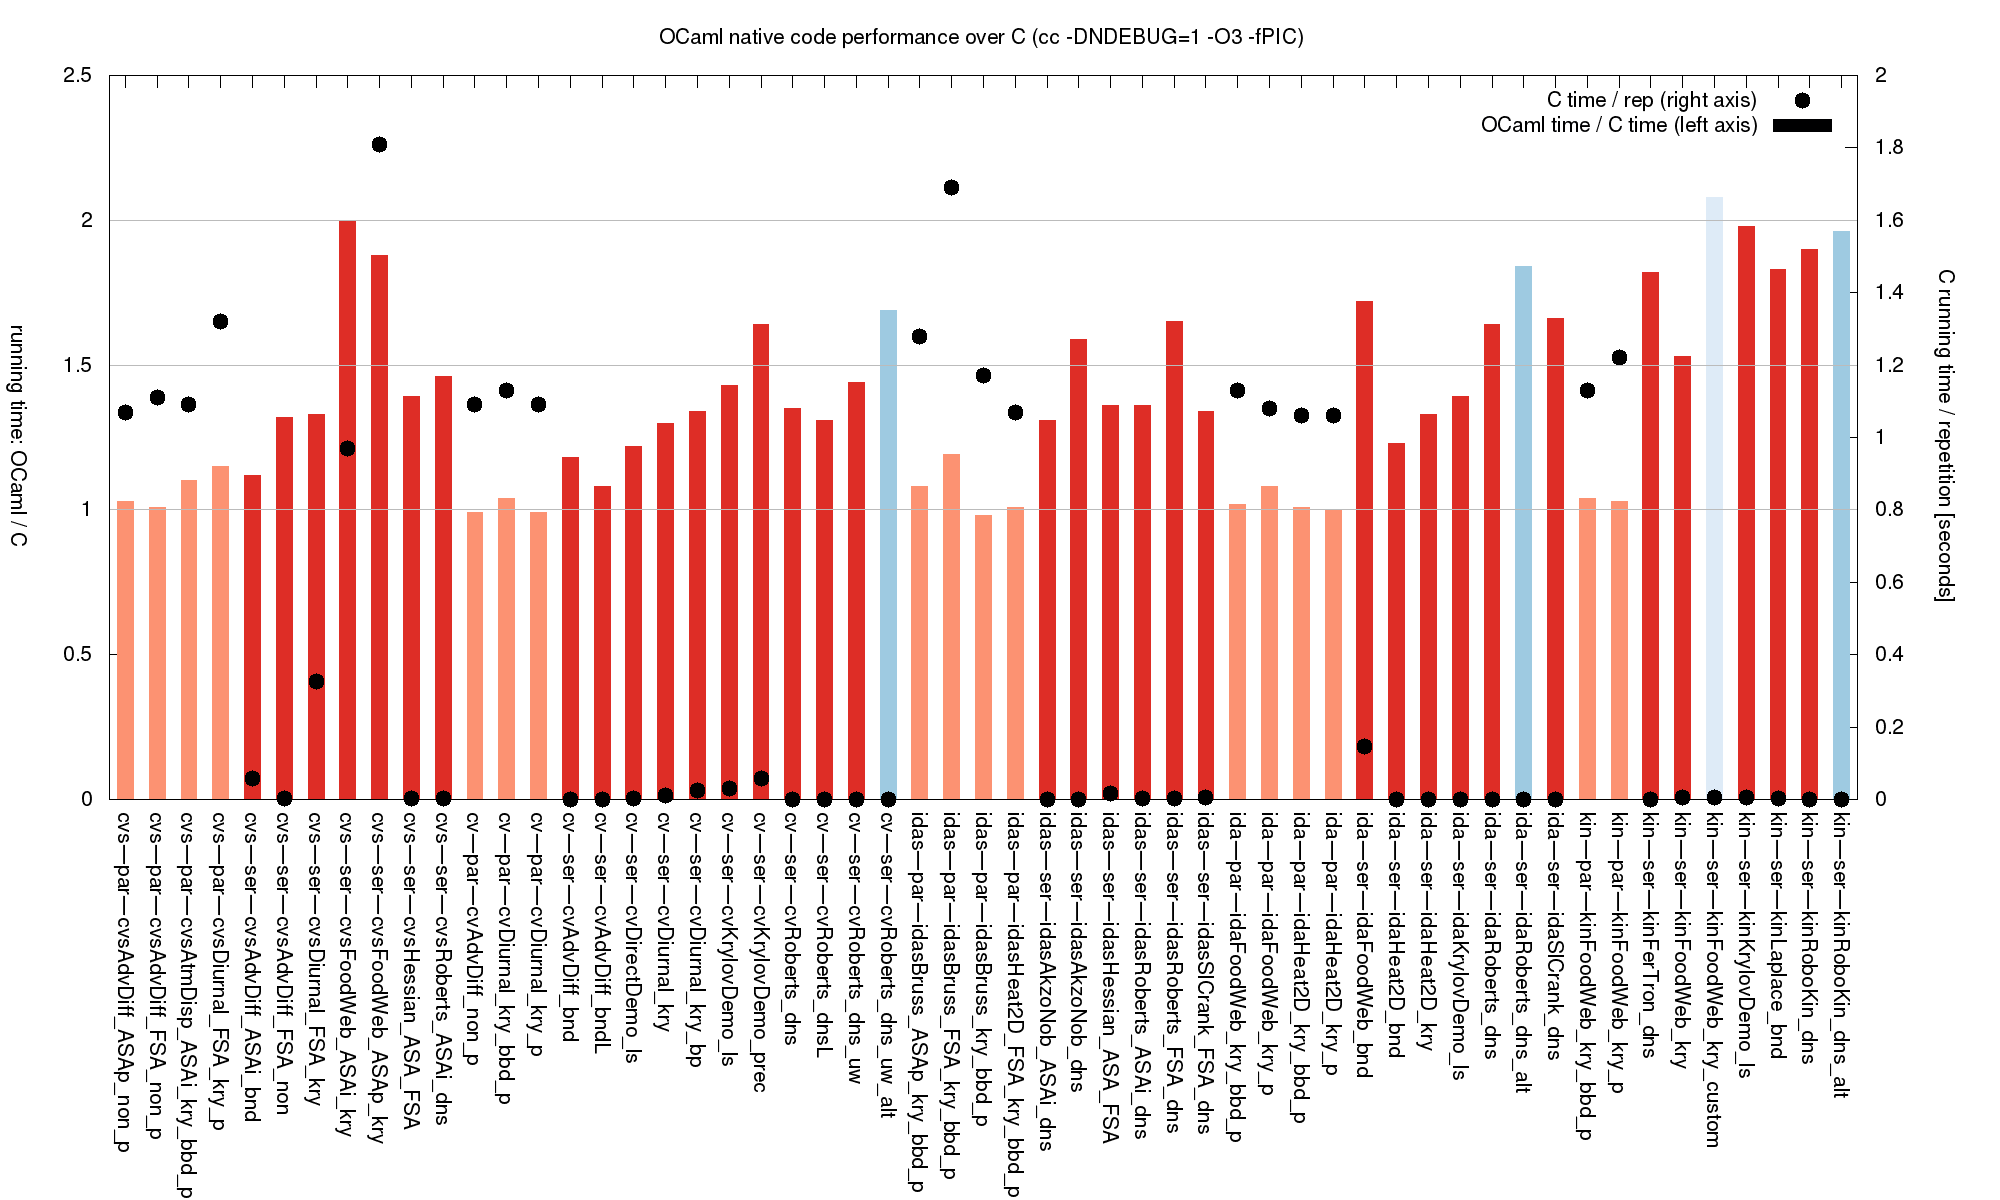 OCaml native code performance over C (cc -DNDEBUG=1 -O3 -fPIC)
C time / rep (right axis)
OCaml time / C time (left axis)
2.5
2
1.5
1
0.5
0
running time: OCaml / C
2
1.8
1.6
1.4
1.2
1
0.8
0.6
0.4
0.2
0
C running time / repetition [seconds]
cvs—par—cvsAdvDiff_ASAp_non_p
cvs—par—cvsAdvDiff_FSA_non_p
cvs—par—cvsAtmDisp_ASAi_kry_bbd_p
cvs—par—cvsDiurnal_FSA_kry_p
cvs—ser—cvsAdvDiff_ASAi_bnd
cvs—ser—cvsAdvDiff_FSA_non
cvs—ser—cvsDiurnal_FSA_kry
cvs—ser—cvsFoodWeb_ASAi_kry
cvs—ser—cvsFoodWeb_ASAp_kry
cvs—ser—cvsHessian_ASA_FSA
cvs—ser—cvsRoberts_ASAi_dns
cv—par—cvAdvDiff_non_p
cv—par—cvDiurnal_kry_bbd_p
cv—par—cvDiurnal_kry_p
cv—ser—cvAdvDiff_bnd
cv—ser—cvAdvDiff_bndL
cv—ser—cvDirectDemo_ls
cv—ser—cvDiurnal_kry
cv—ser—cvDiurnal_kry_bp
cv—ser—cvKrylovDemo_ls
cv—ser—cvKrylovDemo_prec
cv—ser—cvRoberts_dns
cv—ser—cvRoberts_dnsL
cv—ser—cvRoberts_dns_uw
cv—ser—cvRoberts_dns_uw_alt
idas—par—idasBruss_ASAp_kry_bbd_p
idas—par—idasBruss_FSA_kry_bbd_p
idas—par—idasBruss_kry_bbd_p
idas—par—idasHeat2D_FSA_kry_bbd_p
idas—ser—idasAkzoNob_ASAi_dns
idas—ser—idasAkzoNob_dns
idas—ser—idasHessian_ASA_FSA
idas—ser—idasRoberts_ASAi_dns
idas—ser—idasRoberts_FSA_dns
idas—ser—idasSlCrank_FSA_dns
ida—par—idaFoodWeb_kry_bbd_p
ida—par—idaFoodWeb_kry_p
ida—par—idaHeat2D_kry_bbd_p
ida—par—idaHeat2D_kry_p
ida—ser—idaFoodWeb_bnd
ida—ser—idaHeat2D_bnd
ida—ser—idaHeat2D_kry
ida—ser—idaKrylovDemo_ls
ida—ser—idaRoberts_dns
ida—ser—idaRoberts_dns_alt
ida—ser—idaSlCrank_dns
kin—par—kinFoodWeb_kry_bbd_p
kin—par—kinFoodWeb_kry_p
kin—ser—kinFerTron_dns
kin—ser—kinFoodWeb_kry
kin—ser—kinFoodWeb_kry_custom
kin—ser—kinKrylovDemo_ls
kin—ser—kinLaplace_bnd
kin—ser—kinRoboKin_dns
kin—ser—kinRoboKin_dns_alt